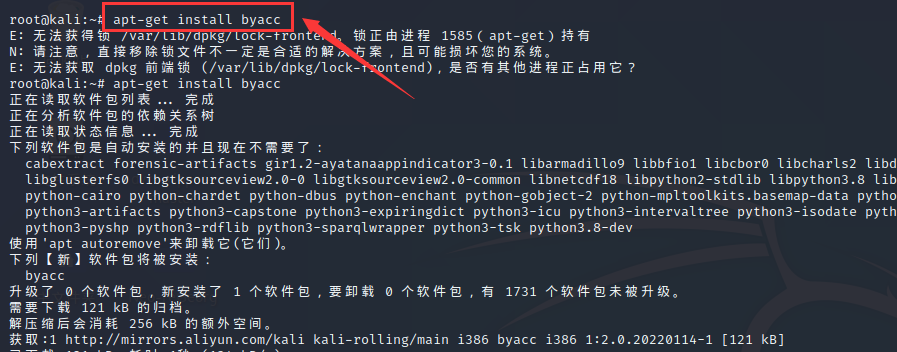 root@kali:~# apt-get install byacc
E: 无法获得锁 /var/lib/dpkg/lock-frontend。锁正由进程 1585（apt-get）持有
N: 请注意，直接移除锁文件不一定是合适的解决方案，且可能损坏您的系统。
E: 无法获取 dpkg 前端锁 (/var/lib/dpkg/lock-frontend)，是否有其他进程正占用它？
root@kali:~# apt-get install byacc
正在读取软件包列表... 完成
正在分析软件包的依赖关系树
正在读取状态信息... 完成
下列软件包是自动安装的并且现在不需要了：
cabextract forensic-artifacts gir1.2-ayatanaappindicator3-0.1 libarmadillo9 libbfio1 libcbor0 libcharls2 libd
libglusterfs0 libgtksourceview2.0-0 libgtksourceview2.0-common libnetcdf18 libpython2-stdlib libpython3.8 lib
python-cairo python-chardet python-dbus python-enchant python-gobject-2 python-mpltoolkits.basemap-data python
python3-artifacts python3-capstone python3-expiringdict python3-icu python3-intervaltree python3-isodate pytho
python3-pyshp python3-rdflib python3-sparqlwrapper python3-tsk python3.8-dev
使用'apt autoremove'来卸载它(它们)。
下列【新】软件包将被安装：
byacc
升级了 0 个软件包，新安装了 1 个软件包，要卸载 0 个软件包，有 1731 个软件包未被升级。
需要下载 121 kB 的归档。
解压缩后会消耗 256 kB 的额外空间。
获取:1 http://mirrors.aliyun.com/kali kali-rolling/main i386 byacc i386 1:2.0.20220114-1 [121 kB]